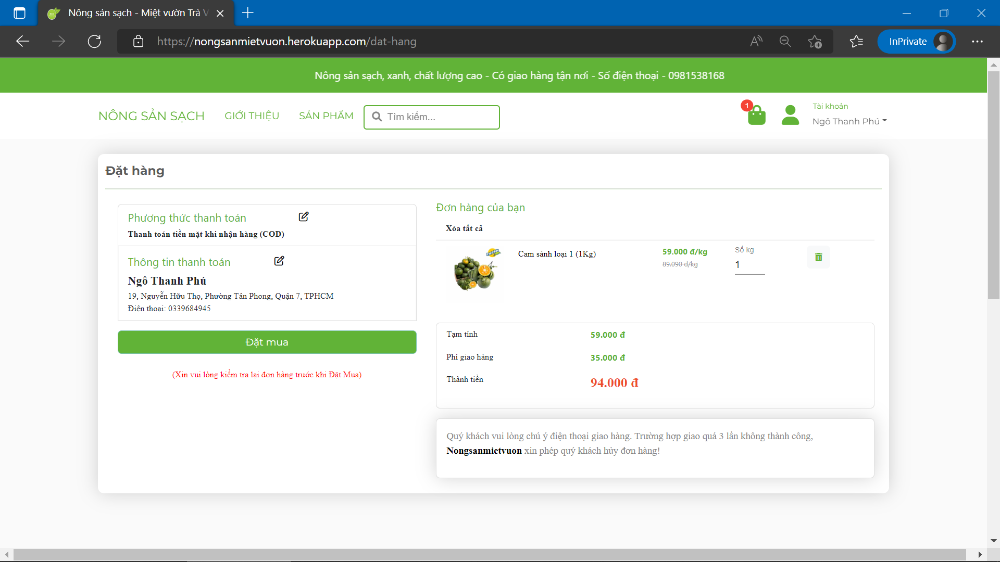 Nông sản sạch - Miệt vườn Trà V
https://nongsanmietvuon.herokuapp.com/dat-hang
InPrivate
Nông sản sạch, xanh, chất lượng cao - Có giao hàng tận nơi - Số điện thoại - 0981538168
NÔNG SẢN SẠCH
GIỚI THIỆU
SẢN PHẨM
Tìm kiếm...
1
Tài khoản
Ngô Thanh Phú
Đặt hàng
Phương thức thanh toán
Thanh toán tiền mặt khi nhận hàng (COD)
Thông tin thanh toán
Ngô Thanh Phú
19, Nguyễn Hữu Thọ, Phường Tân Phong, Quận 7, TPHCM
Điện thoại: 0339684945
Đặt mua
(Xin vui lòng kiểm tra lại đơn hàng trước khi Đặt Mua)
Đơn hàng của bạn
Xóa tất cả
FRESH
Cam sành loại 1 (1Kg)
59.000 đ/kg
89.090 đ/kg
Số kg
1
Tạm tính
59.000 đ
Phí giao hàng
35.000 đ
Thành tiền
94.000 đ
Quý khách vui lòng chú ý điện thoại giao hàng. Trường hợp giao quá 3 lần không thành công,
Nongsanmietvuon xin phép quý khách hủy đơn hàng!